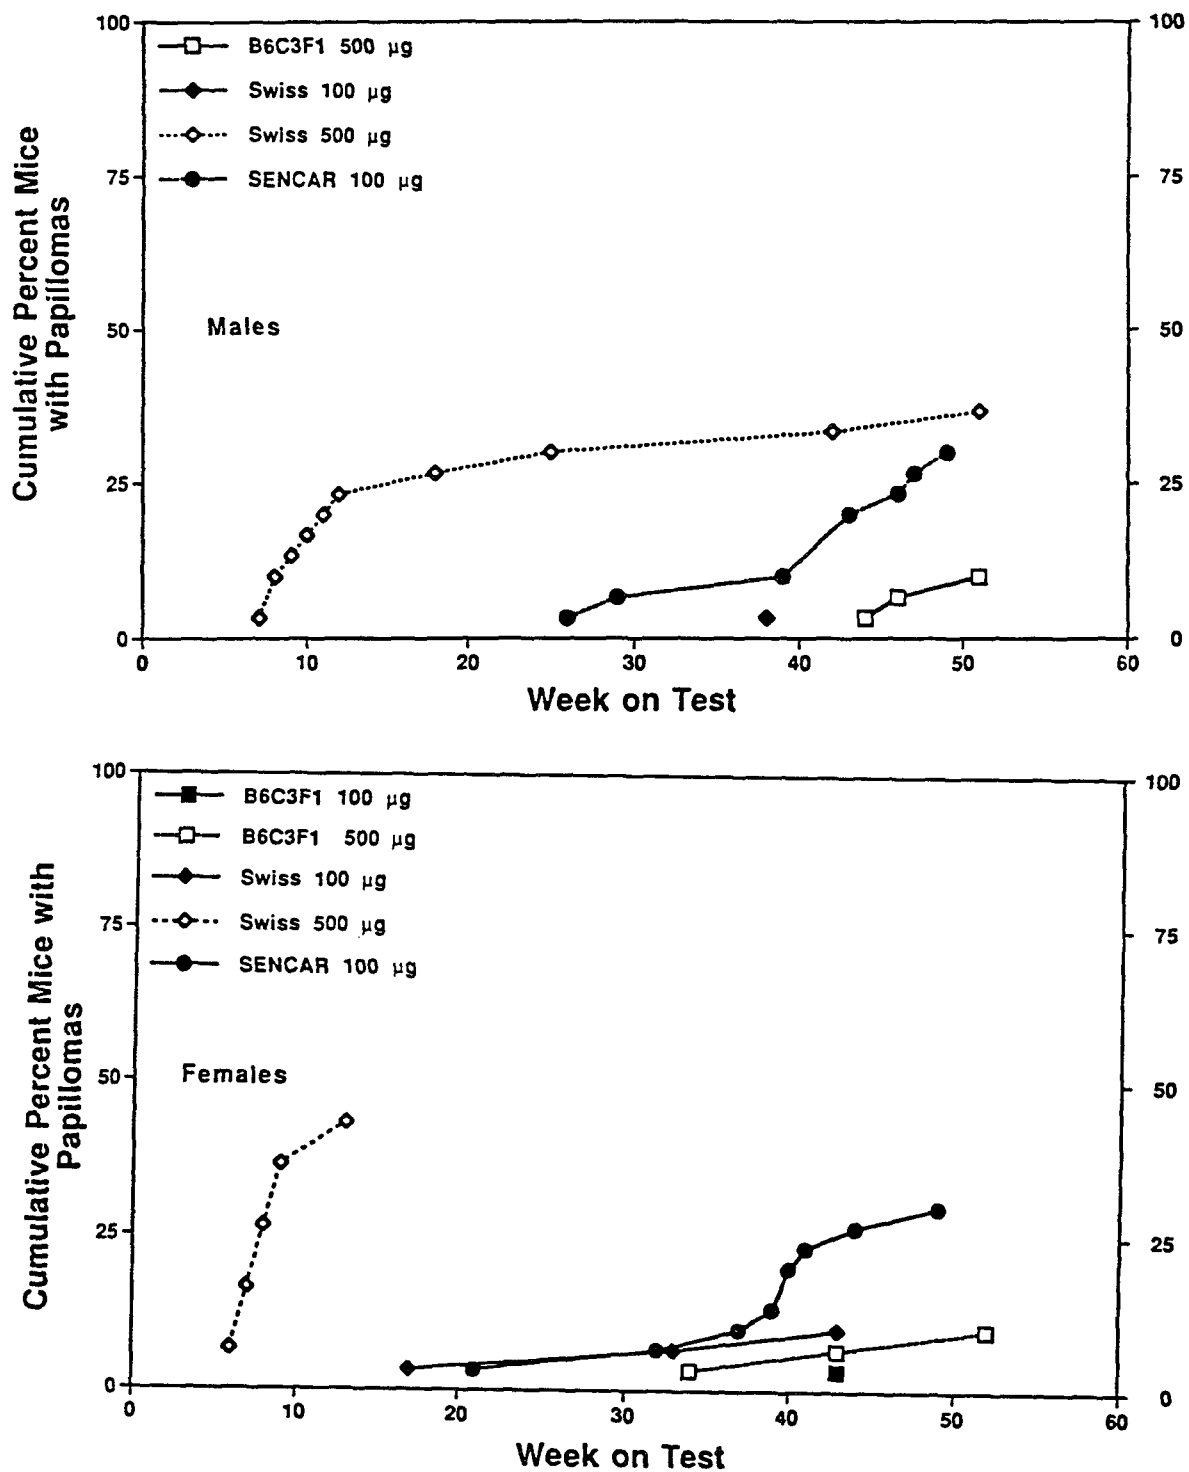 100
100
B6C3F1 500 µg
Swiss 100 µg
Swiss 500 µg
SENCAR 100 µg
75
75
Cumulative Percent Mice
with Papillomas
Males
50
50
25
25
0
0
0 10 20 30 40 50 60
Week on Test
100
100
B6C3F1 100 µg
B6C3F1 500 µg
Swiss 100 µg
Swiss 500 µg
SENCAR 100 µg
75
75
Cumulative Percent Mice with
Papillomas
Females
50
50
25
25
0
0
0 10 20 30 40 50 60
Week on Test